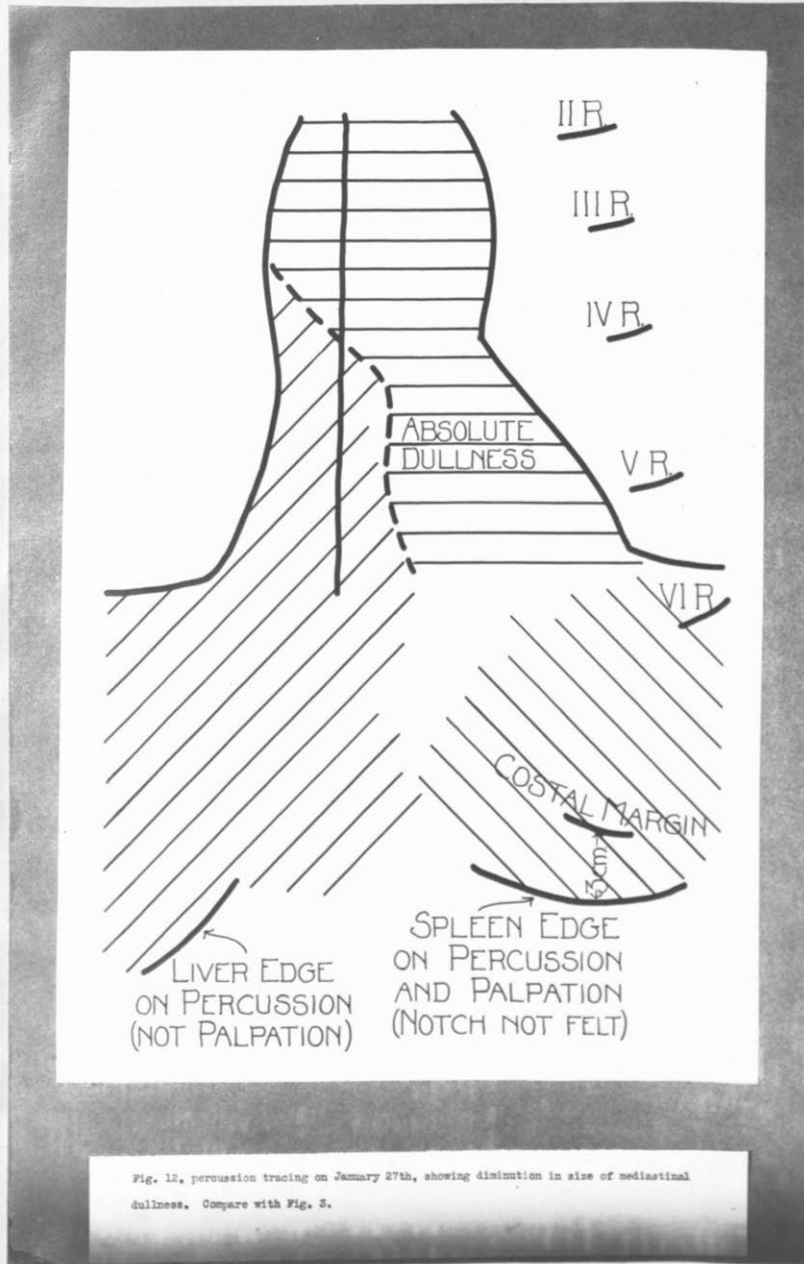 II R.
III R.
IV R.
ABSOLUTE
DULLNESS
V R.
VI R
COSTAL MARGIN
LIVER EDGE
ON PERCUSSION
(NOT PALPATION)
SPLEEN EDGE
ON PERCUSSION
AND PALPATION
(NOTCH NOT FELT)
Fig. 12, percussion tracing on January 27th, showing diminution in size of mediastinal
dullness. Compare with Fig. 3.